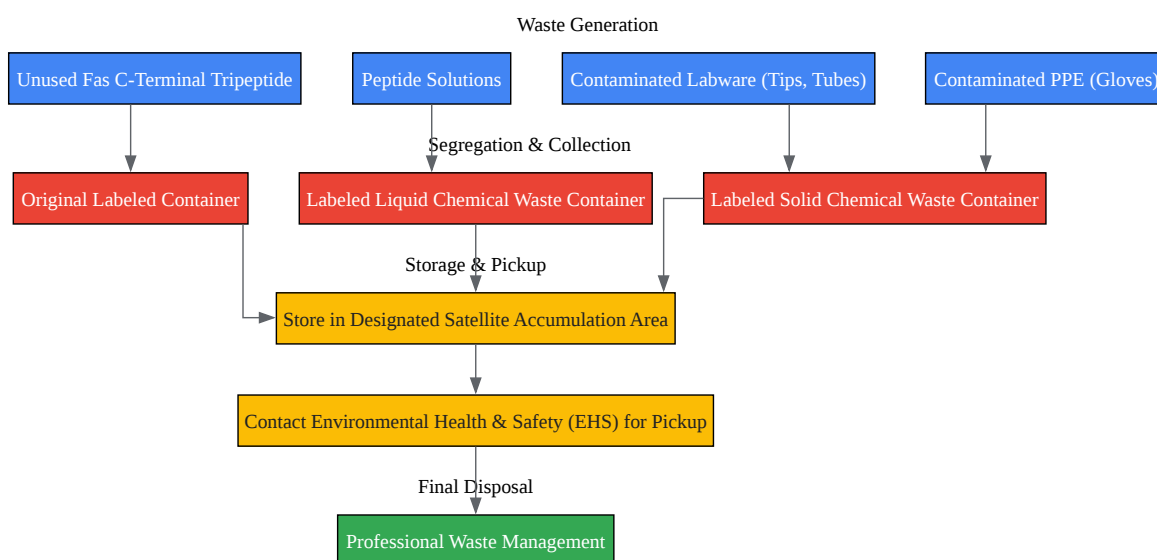 Waste Generation
Unused Fas C-Terminal Tripeptide
Peptide Solutions
Contaminated Labware (Tips, Tubes)
Contaminated PPE (Gloves)
Segregation & Collection
Original Labeled Container
Labeled Liquid Chemical Waste Container
Labeled Solid Chemical Waste Container
Storage & Pickup
Store in Designated Satellite Accumulation Area
Contact Environmental Health & Safety (EHS) for Pickup
Final Disposal
Professional Waste Management